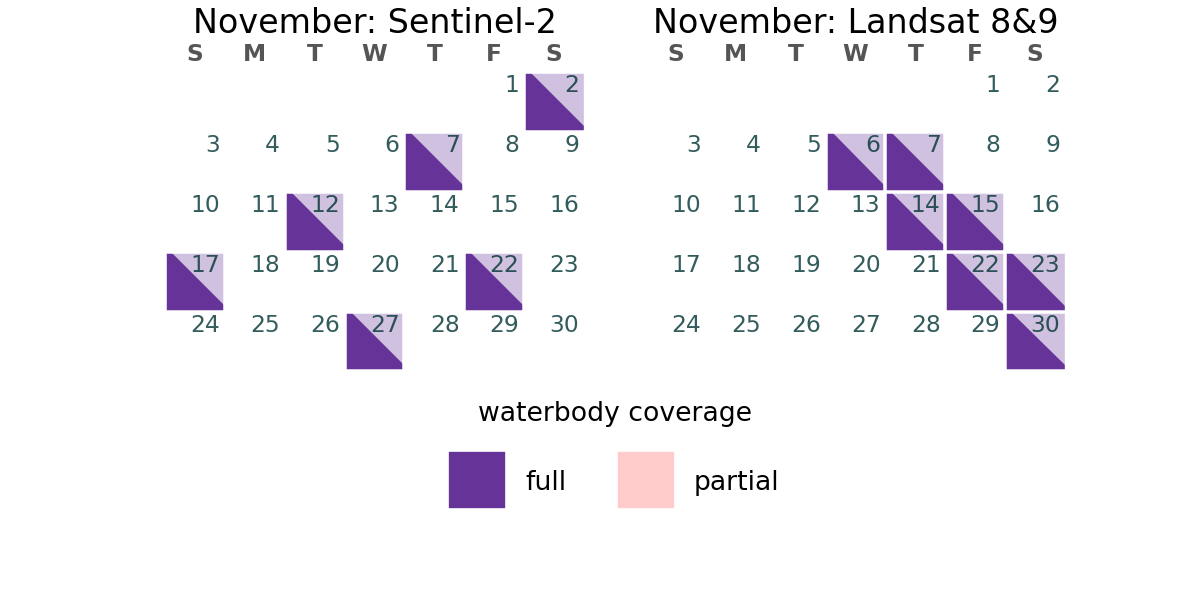 November: Sentinel-2
S M T W T F S
1 2
3 4 5 6 7 8 9
10 11 12 13 14 15 16
17 18 19 20 21 22 23
24 25 26 27 28 29 30
November: Landsat 8&9
S M T W T F S
1 2
3 4 5 6 7 8 9
10 11 12 13 14 15 16
17 18 19 20 21 22 23
24 25 26 27 28 29 30
waterbody coverage
full partial